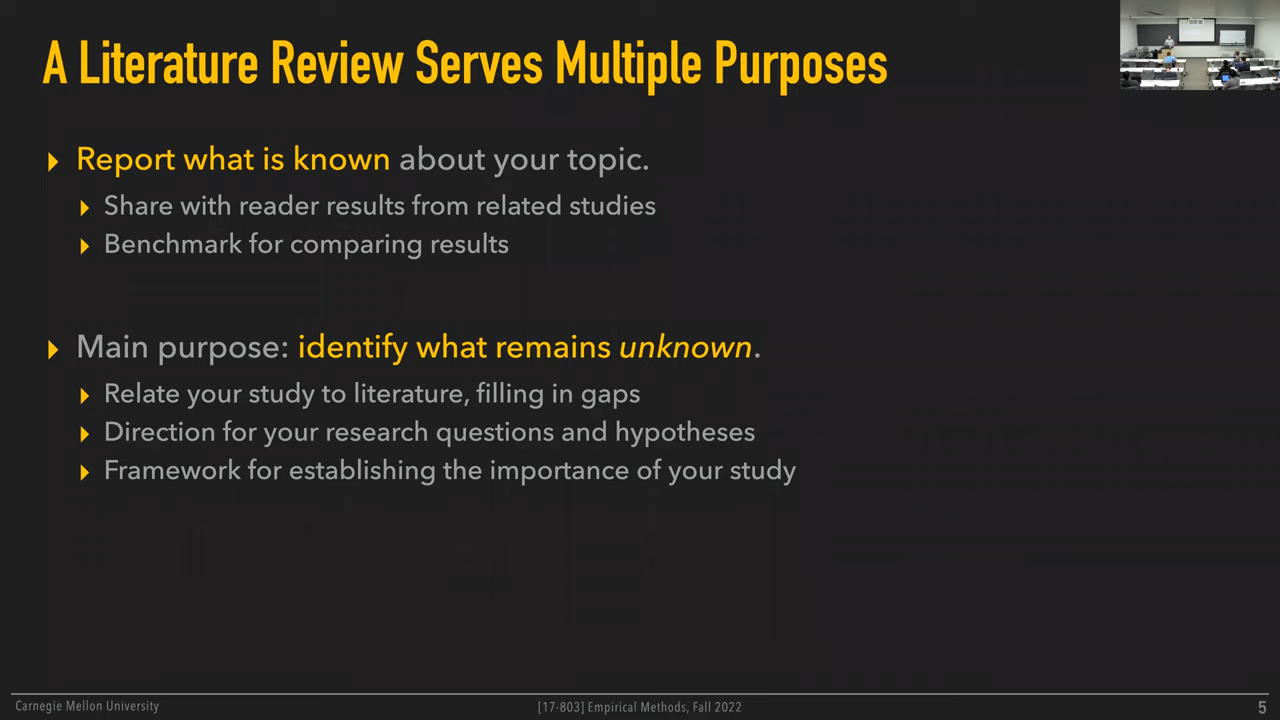 A Literature Review Serves Multiple Purposes
Report what is known about your topic.
Share with reader results from related studies
Benchmark for comparing results
Main purpose: identify what remains unknown.
Relate your study to literature, filling in gaps
Direction for your research questions and hypotheses
Framework for establishing the importance of your study
Carnegie Mellon University
[17-803] Empirical Methods, Fall 2022
5